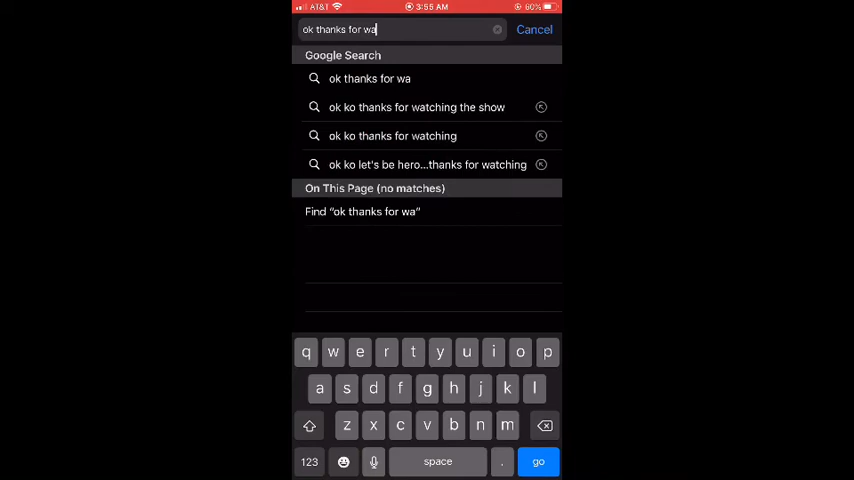 AT&T 3:55 AM 60%
ok thanks for wa Cancel
Google Search
ok thanks for wa
ok ko thanks for watching the show
ok ko thanks for watching
ok ko let's be hero...thanks for watching
On This Page (no matches)
Find “ok thanks for wa”
q w e r t y u i o p
a s d f g h j k l
z x c v b n m
123 space . go